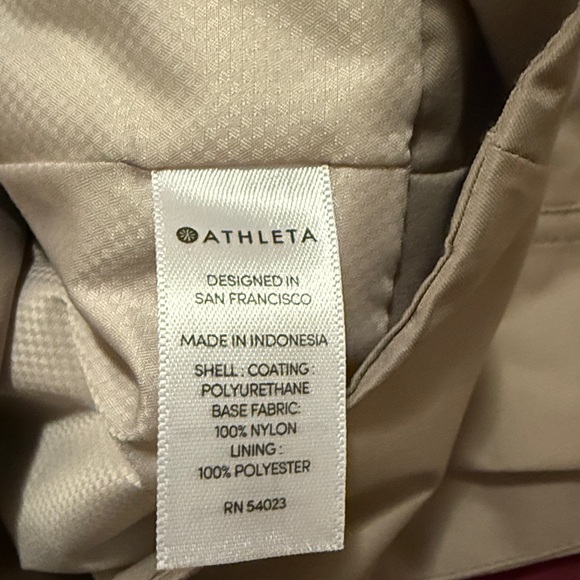 ATHLETA
DESIGNED IN
SAN FRANCISCO
MADE IN INDONESIA
SHELL : COATING :
POLYURETHANE
BASE FABRIC:
100% NYLON
LINING :
100% POLYESTER
RN 54023